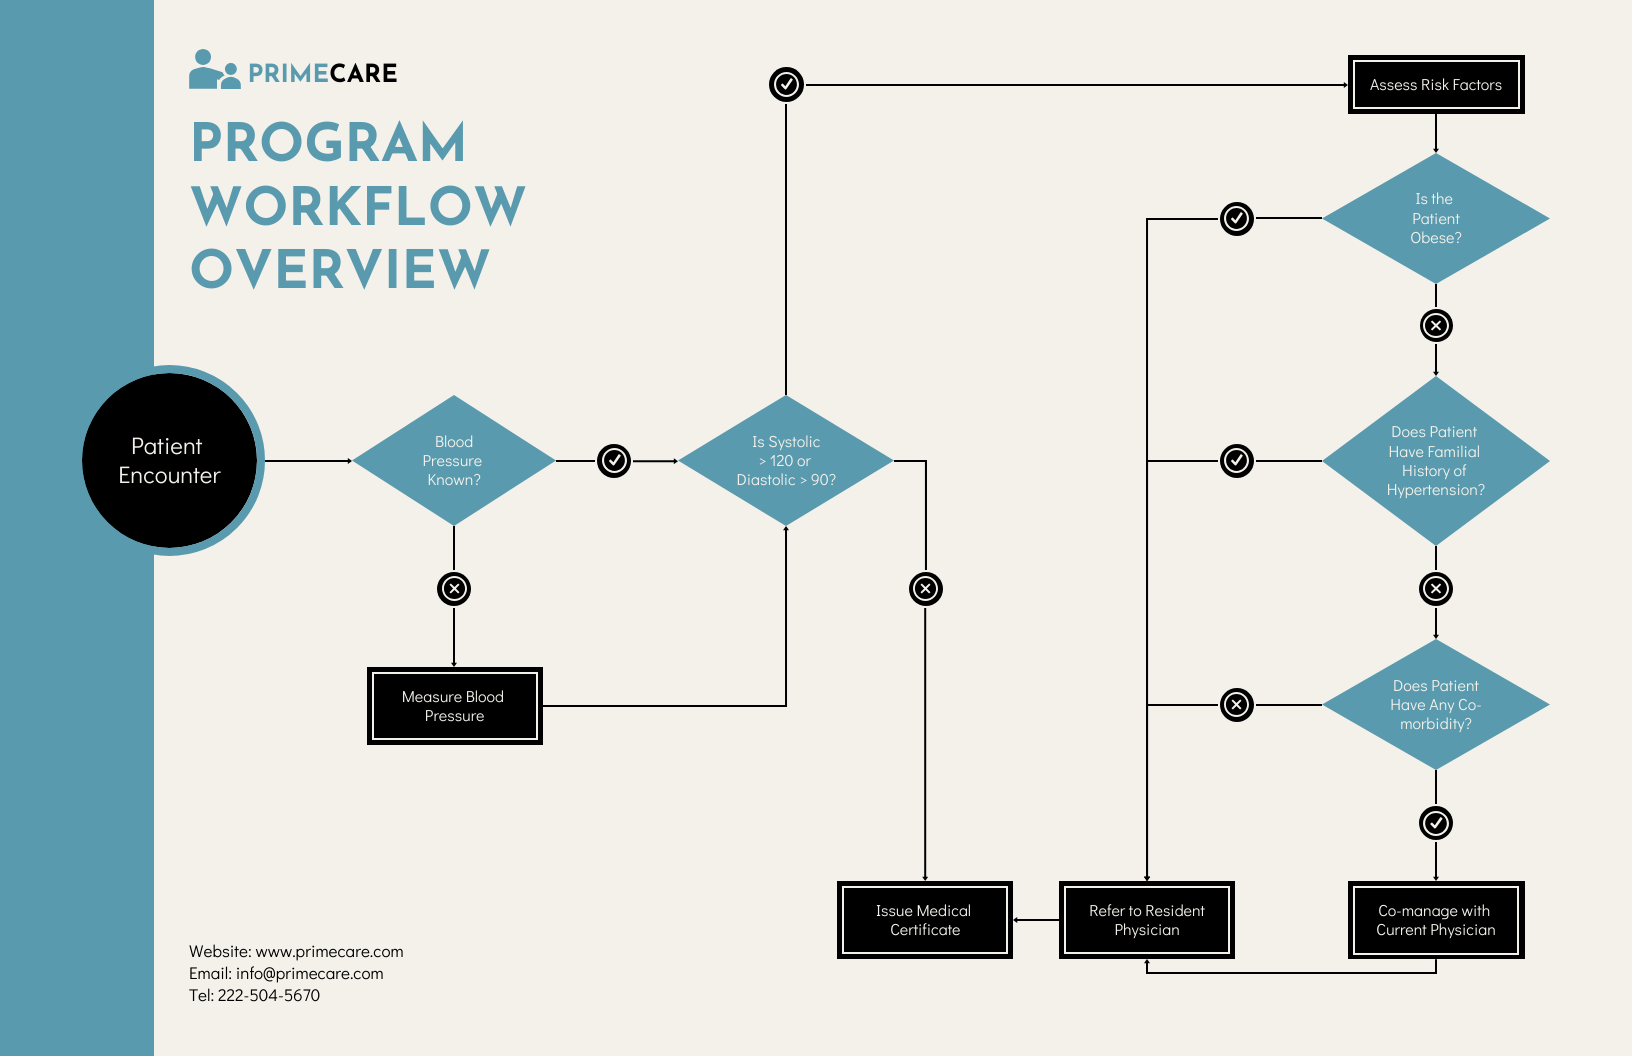 PRIMECARE
PROGRAM
WORKFLOW
OVERVIEW
Patient
Encounter
Blood
Pressure
Known?
Measure Blood
Pressure
Is Systolic
> 120 or
Diastolic > 90?
Assess Risk Factors
Is the
Patient
Obese?
Does Patient
Have Familial
History of
Hypertension?
Does Patient
Have Any Co-
morbidity?
Co-manage with
Current Physician
Refer to Resident
Physician
Issue Medical
Certificate
Website: www.primecare.com
Email: info@primecare.com
Tel: 222-504-5670